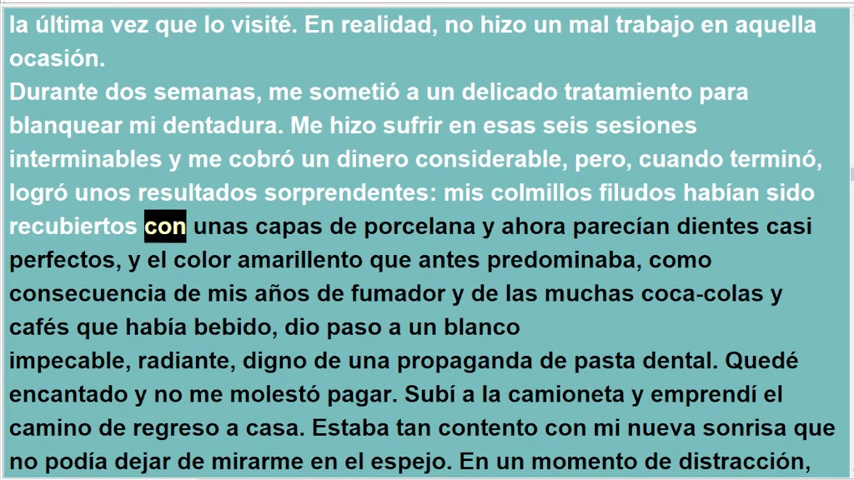 la última vez que lo visité. En realidad, no hizo un mal trabajo en aquella
ocasión.
Durante dos semanas, me sometió a un delicado tratamiento para
blanquear mi dentadura. Me hizo sufrir en esas seis sesiones
interminables y me cobró un dinero considerable, pero, cuando terminó,
logró unos resultados sorprendentes: mis colmillos filudos habían sido
recubiertos con unas capas de porcelana y ahora parecían dientes casi
perfectos, y el color amarillento que antes predominaba, como
consecuencia de mis años de fumador y de las muchas coca-colas y
cafés que había bebido, dio paso a un blanco
impecable, radiante, digno de una propaganda de pasta dental. Quedé
encantado y no me molestó pagar. Subí a la camioneta y emprendí el
camino de regreso a casa. Estaba tan contento con mi nueva sonrisa que
no podía dejar de mirarme en el espejo. En un momento de distracción,